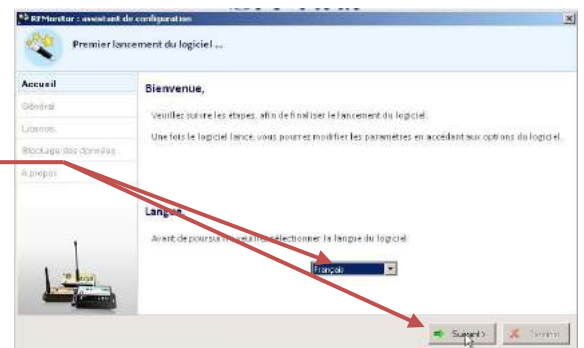 RFMonitor : assistant de configuration
Premier lancement du logiciel ...
Accueil
Général
Licences
Stockage des données
A propos
Bienvenue,
Veuillez suivre les étapes, afin de finaliser le lancement du logiciel.
Une fois le logiciel lancé, vous pourrez modifier les paramètres en accédant aux options du logiciel.
Langue,
Avant de poursuivre, veuillez sélectionner la langue du logiciel
Français
Suivant >
Terminer